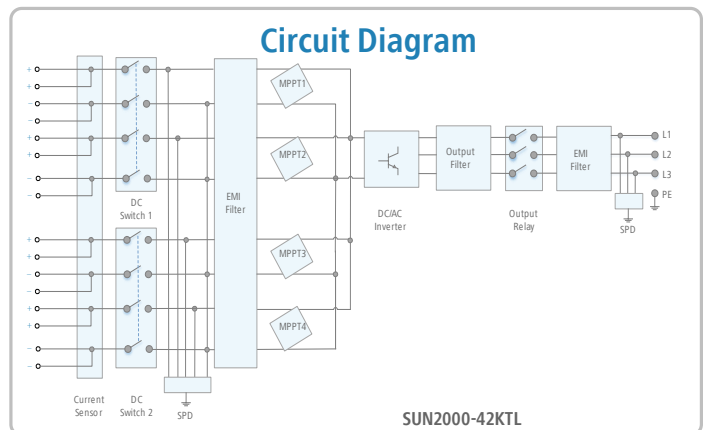 Circuit Diagram
+
+
–
–
+
+
–
–
+
+
–
–
+
+
–
–
DC
Switch 1
EMI
Filter
MPPT1
MPPT2
MPPT3
MPPT4
DC/AC
Inverter
Output
Filter
Output
Relay
EMI
Filter
L1
L2
L3
PE
SPD
Current
Sensor
DC
Switch 2
SPD
SUN2000-42KTL